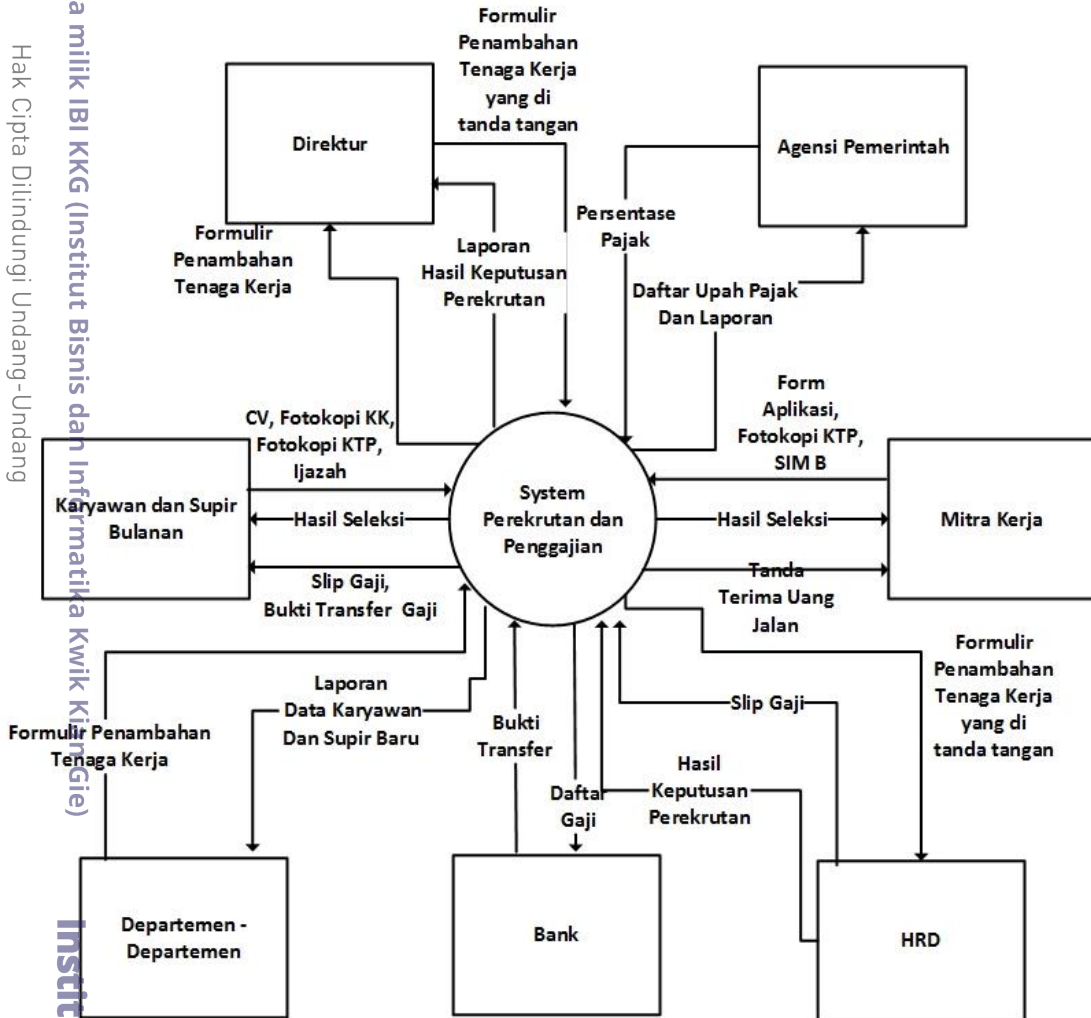 a milik IBI KKG (Institut Bisnis dan Informatika Kwik Kian Gie)
Hak Cipta Dilindungi Undang-Undang
Instit
Formulir
Penambahan
Tenaga Kerja
yang di
tanda tangan
Direktur
Agensi Pemerintah
Formulir
Penambahan
Tenaga Kerja
Laporan
Hasil Keputusan
Perekrutan
Persentase
Pajak
Daftar Upah Pajak
Dan Laporan
CV, Fotokopi KK,
Fotokopi KTP,
Ijazah
Form
Aplikasi,
Fotokopi KTP,
SIM B
Karyawan dan Supir
Bulanan
Hasil Seleksi
System
Perekrutan dan
Penggajian
Hasil Seleksi
Mitra Kerja
Slip Gaji,
Bukti Transfer Gaji
Tanda
Terima Uang
Jalan
Formulir Penambahan
Tenaga Kerja
Laporan
Data Karyawan
Dan Supir Baru
Bukti
Transfer
Daftar
Gaji
Slip Gaji
Hasil
Keputusan
Perekrutan
Formulir
Penambahan
Tenaga Kerja
yang di
tanda tangan
Departemen -
Departemen
Bank
HRD